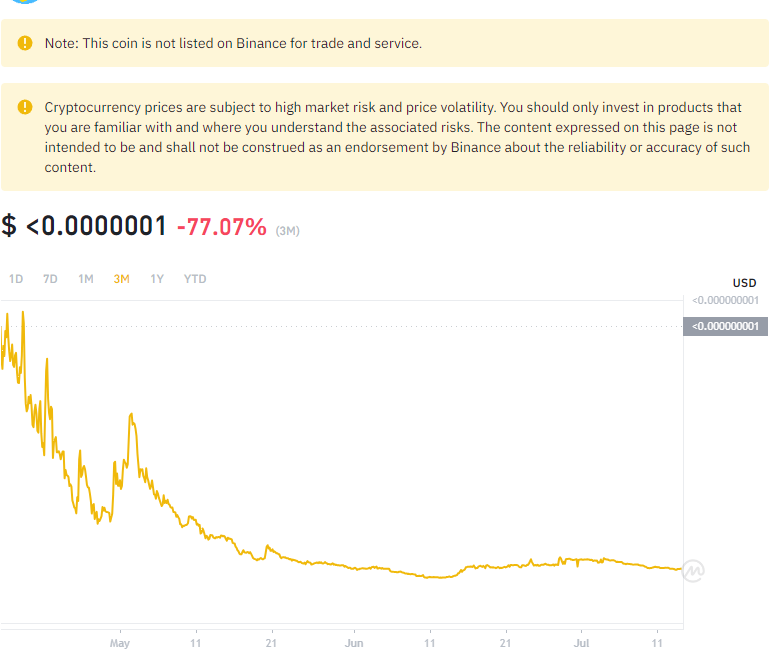 Note: This coin is not listed on Binance for trade and service.
Cryptocurrency prices are subject to high market risk and price volatility. You should only invest in products that
you are familiar with and where you understand the associated risks. The content expressed on this page is not
intended to be and shall not be construed as an endorsement by Binance about the reliability or accuracy of such
content.
$ <0.0000001 -77.07% (3M)
1D 7D 1M 3M 1Y YTD
USD
<0.000000001
<0.000000001
May 11 21 Jun 11 21 Jul 11